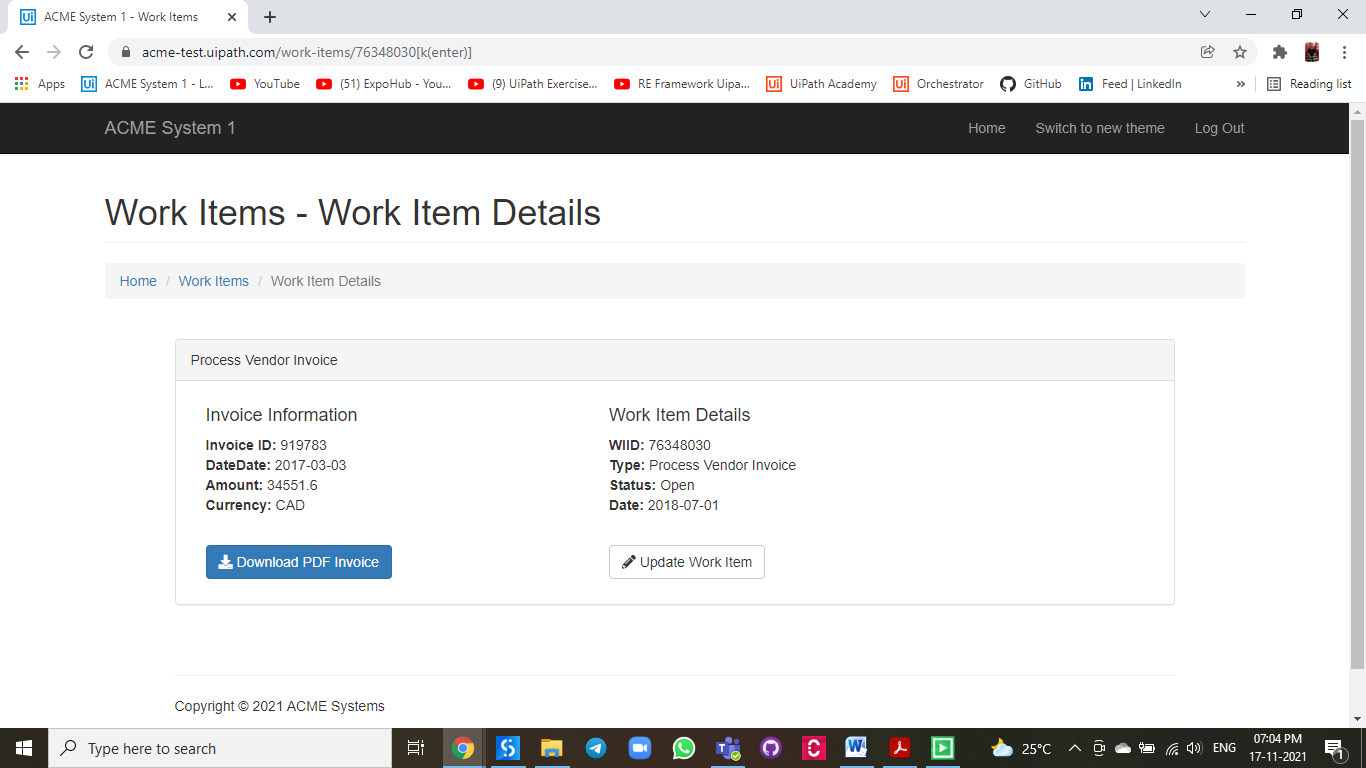 ACME System 1 - Work Items
acme-test.uipath.com/work-items/76348030[k(enter)]
Apps
ACME System 1 - L...
YouTube
(51) ExpoHub - You...
(9) UiPath Exercise...
RE Framework Uipa...
UiPath Academy
Orchestrator
GitHub
Feed | LinkedIn
»
Reading list
ACME System 1
Home
Switch to new theme
Log Out
Work Items - Work Item Details
Home / Work Items / Work Item Details
Process Vendor Invoice
Invoice Information
Invoice ID: 919783
DateDate: 2017-03-03
Amount: 34551.6
Currency: CAD
Download PDF Invoice
Work Item Details
WIID: 76348030
Type: Process Vendor Invoice
Status: Open
Date: 2018-07-01
Update Work Item
Copyright © 2021 ACME Systems
Type here to search
25°C
ENG
07:04 PM
17-11-2021
1